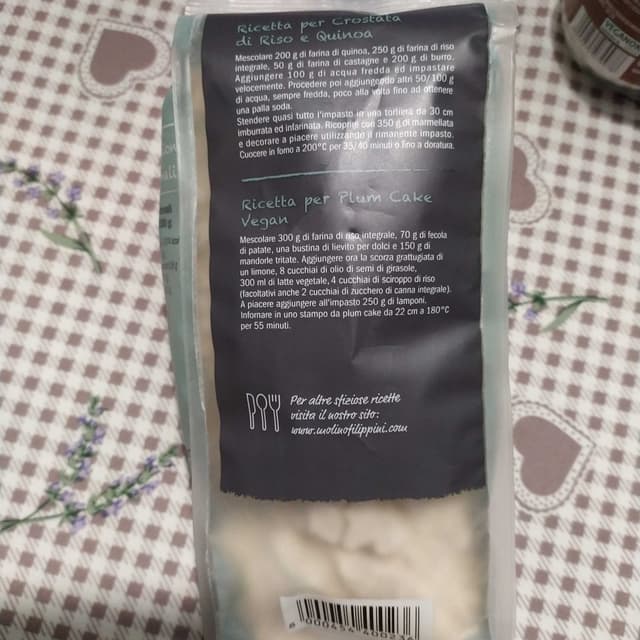 Ricetta per Crostata
di Riso e Quinoa
Mescolare 200 g di farina di quinoa, 250 g di farina di riso
integrale, 50 g di farina di castagne e 200 g di burro.
Aggiungere 100 g di acqua fredda ed impastare
velocemente. Procedere poi aggiungendo altri 50/100 g
di acqua, sempre fredda, poco alla volta fino ad ottenere
una palla soda.
Stendere quasi tutto l'impasto in una tortiera da 30 cm
imburrata ed infarinata. Ricoprire con 350 g di marmellata
e decorare a piacere utilizzando il rimanente impasto.
Cuocere in forno a 200°C per 35/40 minuti o fino a doratura.
Ricetta per Plum Cake
Vegan
Mescolare 300 g di farina di riso integrale, 70 g di fecola
di patate, una bustina di lievito per dolci e 150 g di
mandorle tritate. Aggiungere ora la scorza grattugiata di
un limone, 8 cucchiai di olio di semi di girasole,
300 ml di latte vegetale, 4 cucchiai di sciroppo di riso
(facoltativi anche 2 cucchiai di zucchero di canna integrale).
A piacere aggiungere all'impasto 250 g di lamponi.
Infornare in uno stampo da plum cake da 22 cm a 180°C
per 55 minuti.
Per altre sfiziose ricette
visita il nostro sito:
www.molinofilippini.com
8 000454 400236